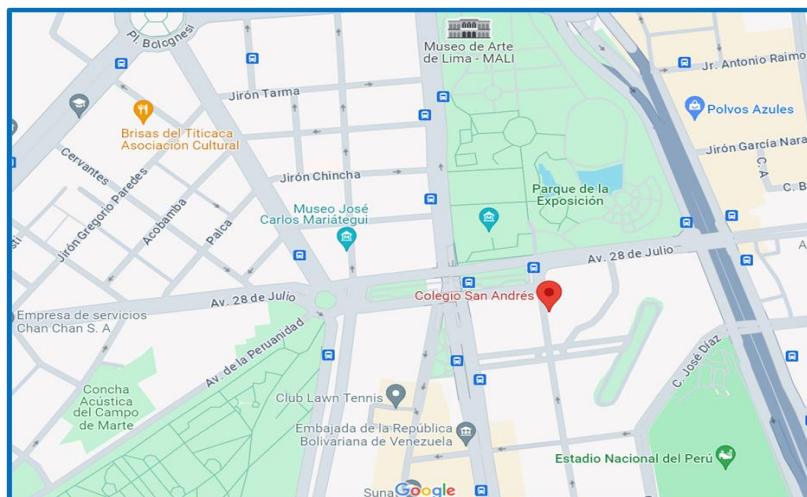 Pl. Bolognesi
Museo de Arte
de Lima - MALI
Jr. Antonio Raimo
Jirón Tarma
Polvos Azules
Brisas del Titicaca
Asociación Cultural
Jirón García Nara
Cervantes
C. A
Jirón Gregorio Paredes
Jirón Chincha
C. B
Acobamba
Parque de la
Exposición
Palca
Museo José
Carlos Mariátegui
sti
Av. 28 de Julio
A
Colegio San Andrés
Av. 28 de Julio
Empresa de servicios
Chan Chan S. A
Av. de la Peruanidad
C. José Díaz
Concha
Acústica
del Campo
de Marte
Club Lawn Tennis
Embajada de la República
Bolivariana de Venezuela
Estadio Nacional del Perú
Suna
Google